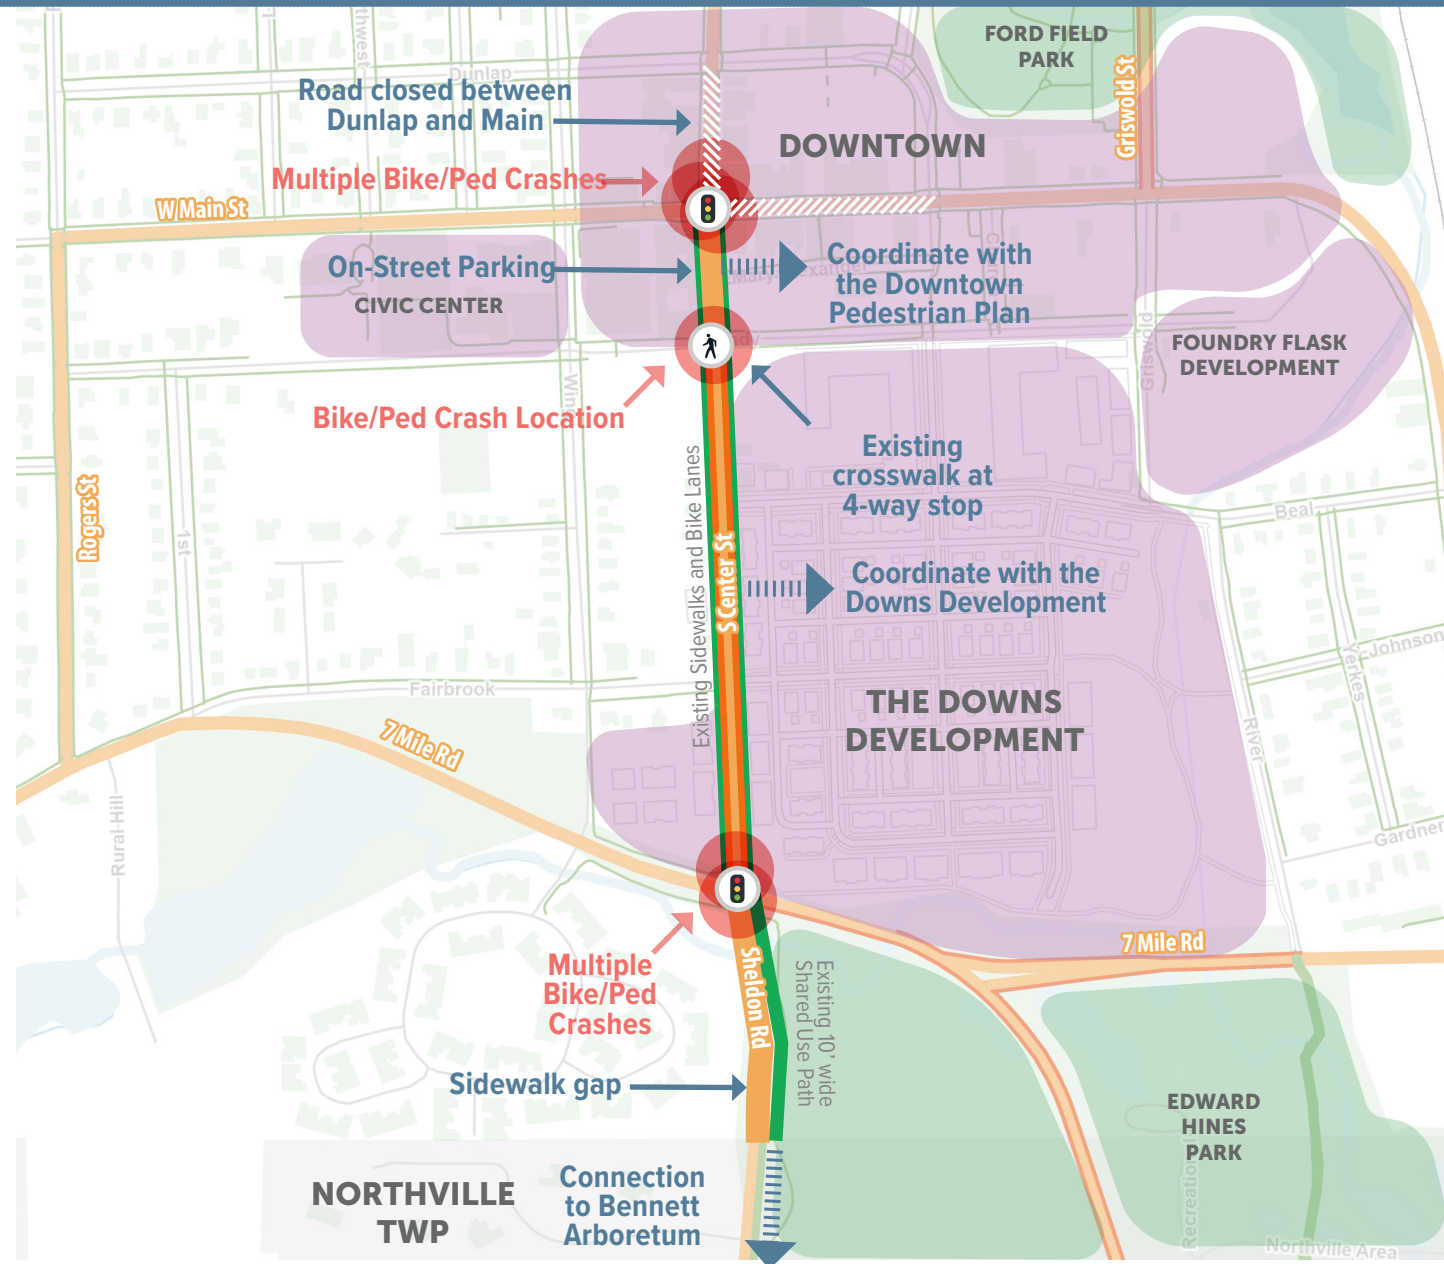 FORD FIELD
PARK
Griswold St
Dunlap
Road closed between
Dunlap and Main
DOWNTOWN
Multiple Bike/Ped Crashes
W Main St
On-Street Parking
CIVIC CENTER
Coordinate with
the Downtown
Pedestrian Plan
FOUNDRY FLASK
DEVELOPMENT
Griswold
Wing
Bike/Ped Crash Location
Existing
crosswalk at
4-way stop
Rogers St
1st
Existing Sidewalks and Bike Lanes
S Center St
Beal
Coordinate with the
Downs Development
Johnson
Yerkes
Fairbrook
THE DOWNS
DEVELOPMENT
7 Mile Rd
River
Rural Hill
Gardner
7 Mile Rd
Multiple
Bike/Ped
Crashes
Sheldon Rd
Existing 10' wide
Shared Use Path
Sidewalk gap
EDWARD
HINES
PARK
NORTHVILLE
TWP
Connection
to Bennett
Arboretum
Recreation
Northville Area